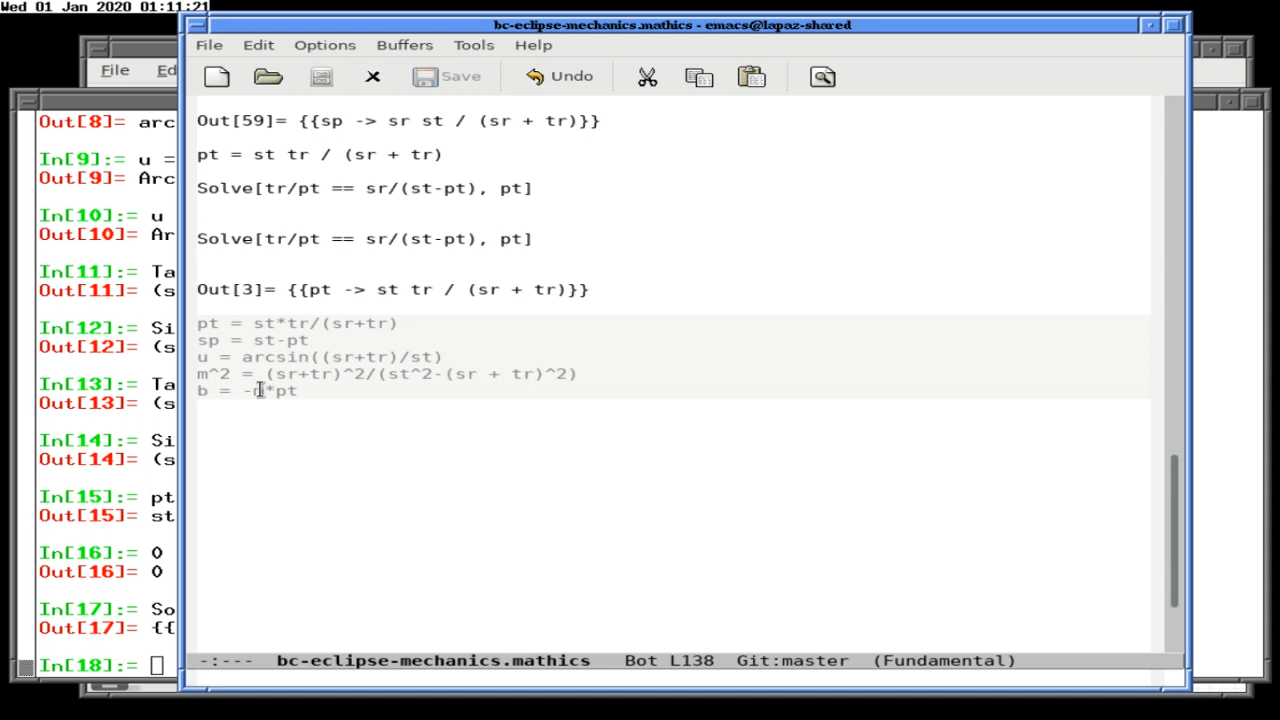 Wed 01 Jan 2020 01:11:21
bc-eclipse-mechanics.mathics - emacs@lapaz-shared
File Edit Options Buffers Tools Help
Save Undo
File Ed
Out[59]= {{sp -> sr st / (sr + tr)}}
pt = st tr / (sr + tr)
Solve[tr/pt == sr/(st-pt), pt]
Solve[tr/pt == sr/(st-pt), pt]
Out[3]= {{pt -> st tr / (sr + tr)}}
pt = st*tr/(sr+tr)
sp = st-pt
u = arcsin((sr+tr)/st)
m^2 = (sr+tr)^2/(st^2-(sr + tr)^2)
b = -m*pt
-:--- bc-eclipse-mechanics.mathics Bot L138 Git:master (Fundamental)
Out[8]= arc
In[9]:= u =
Out[9]= Arc
In[10]:= u
Out[10]= Ar
In[11]:= Ta
Out[11]= (s
In[12]:= Si
Out[12]= (s
In[13]:= Ta
Out[13]= (s
In[14]:= Si
Out[14]= (s
In[15]:= pt
Out[15]= st
In[16]:= 0
Out[16]= 0
In[17]:= So
Out[17]= {{
In[18]:=